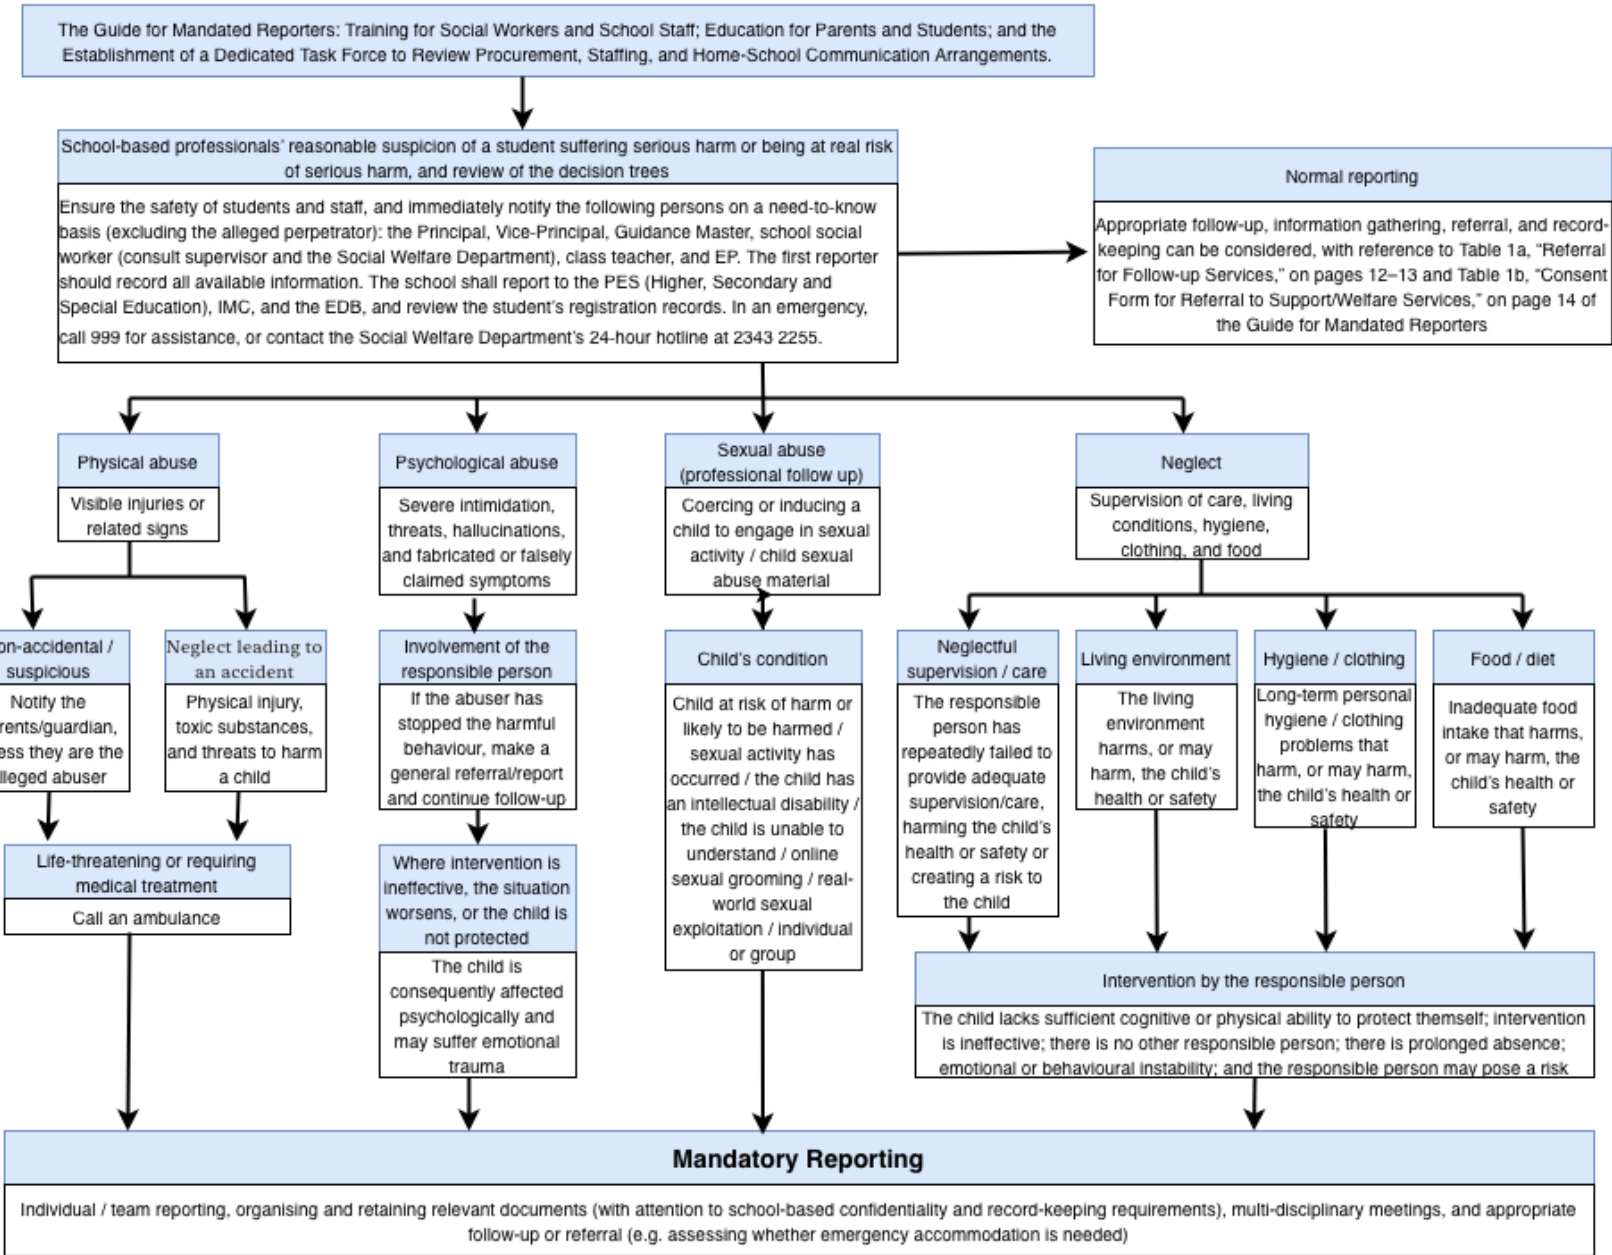 The Guide for Mandated Reporters: Training for Social Workers and School Staff; Education for Parents and Students; and the
Establishment of a Dedicated Task Force to Review Procurement, Staffing, and Home-School Communication Arrangements.
School-based professionals' reasonable suspicion of a student suffering serious harm or being at real risk
of serious harm, and review of the decision trees
Ensure the safety of students and staff, and immediately notify the following persons on a need-to-know
basis (excluding the alleged perpetrator): the Principal, Vice-Principal, Guidance Master, school social
worker (consult supervisor and the Social Welfare Department), class teacher, and EP. The first reporter
should record all available information. The school shall report to the PES (Higher, Secondary and
Special Education), IMC, and the EDB, and review the student's registration records. In an emergency,
call 999 for assistance, or contact the Social Welfare Department's 24-hour hotline at 2343 2255.
Normal reporting
Appropriate follow-up, information gathering, referral, and record-
keeping can be considered, with reference to Table 1a, “Referral
for Follow-up Services,” on pages 12–13 and Table 1b, “Consent
Form for Referral to Support/Welfare Services,” on page 14 of
the Guide for Mandated Reporters
Physical abuse
Visible injuries or
related signs
Psychological abuse
Severe intimidation,
threats, hallucinations,
and fabricated or falsely
claimed symptoms
Sexual abuse
(professional follow up)
Coercing or inducing a
child to engage in sexual
activity / child sexual
abuse material
Neglect
Supervision of care, living
conditions, hygiene,
clothing, and food
on-accidental /
suspicious
Notify the
rents/guardian,
ess they are the
lleged abuser
Neglect leading to
an accident
Physical injury,
toxic substances,
and threats to harm
a child
Life-threatening or requiring
medical treatment
Call an ambulance
Involvement of the
responsible person
If the abuser has
stopped the harmful
behaviour, make a
general referral/report
and continue follow-up
Where intervention is
ineffective, the situation
worsens, or the child is
not protected
The child is
consequently affected
psychologically and
may suffer emotional
trauma
Child's condition
Child at risk of harm or
likely to be harmed /
sexual activity has
occurred / the child has
an intellectual disability /
the child is unable to
understand / online
sexual grooming / real-
world sexual
exploitation / individual
or group
Neglectful
supervision / care
The responsible
person has
repeatedly failed to
provide adequate
supervision/care,
harming the child's
health or safety or
creating a risk to
the child
Living environment
The living
environment
harms, or may
harm, the child's
health or safety
Hygiene / clothing
Long-term personal
hygiene / clothing
problems that
harm, or may harm,
the child's health or
safety
Food / diet
Inadequate food
intake that harms,
or may harm, the
child's health or
safety
Intervention by the responsible person
The child lacks sufficient cognitive or physical ability to protect themself; intervention
is ineffective; there is no other responsible person; there is prolonged absence;
emotional or behavioural instability; and the responsible person may pose a risk
Mandatory Reporting
Individual / team reporting, organising and retaining relevant documents (with attention to school-based confidentiality and record-keeping requirements), multi-disciplinary meetings, and appropriate
follow-up or referral (e.g. assessing whether emergency accommodation is needed)